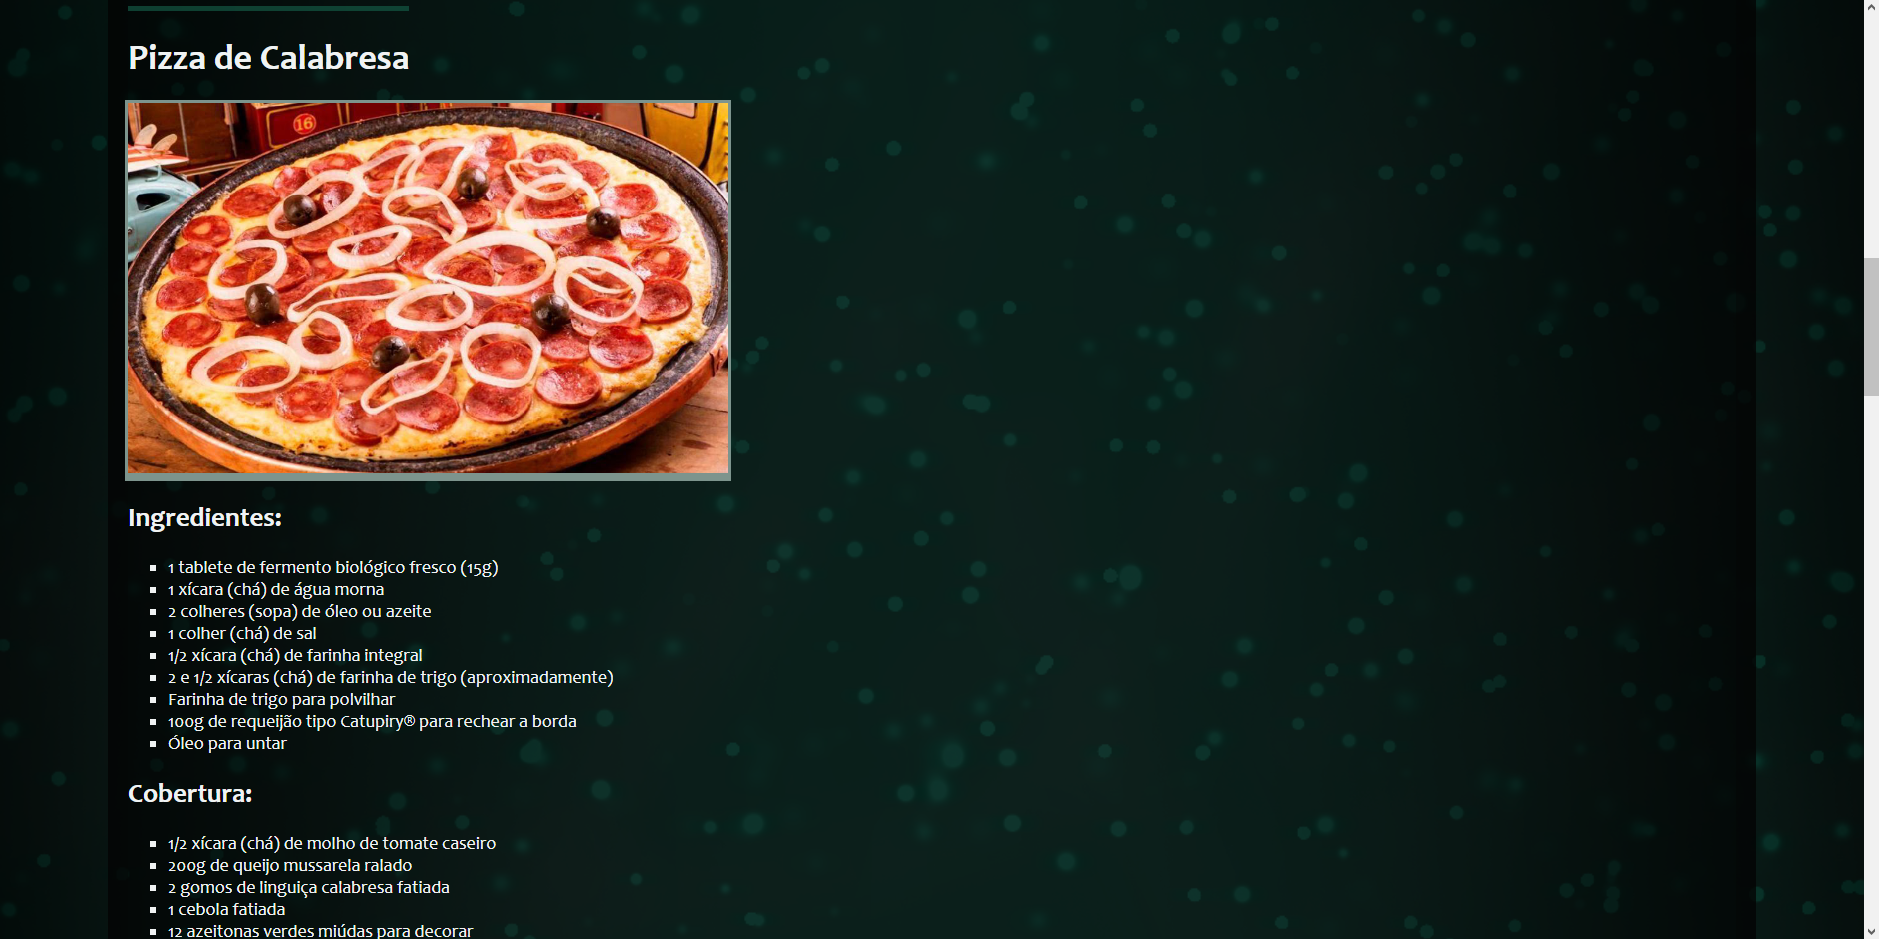 Pizza de Calabresa
16
Ingredientes:
1 tablete de fermento biológico fresco (15g)
1 xícara (chá) de água morna
2 colheres (sopa) de óleo ou azeite
1 colher (chá) de sal
1/2 xícara (chá) de farinha integral
2 e 1/2 xícaras (chá) de farinha de trigo (aproximadamente)
Farinha de trigo para polvilhar
100g de requeijão tipo Catupiry® para rechear a borda
Óleo para untar
Cobertura:
1/2 xícara (chá) de molho de tomate caseiro
200g de queijo mussarela ralado
2 gomos de linguiça calabresa fatiada
1 cebola fatiada
12 azeitonas verdes miúdas para decorar